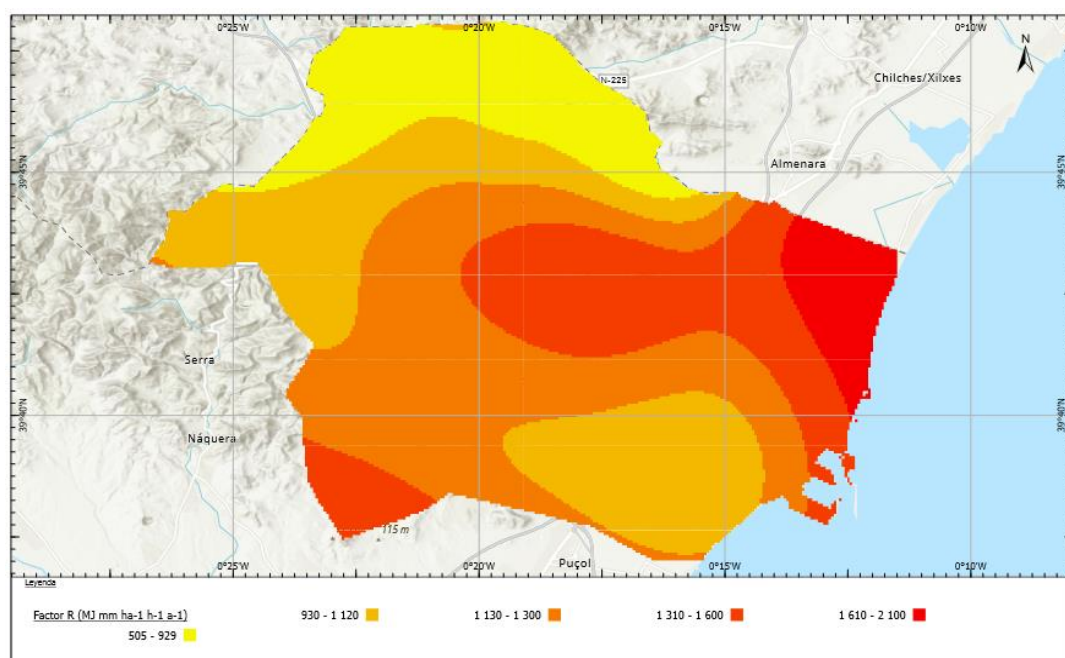 0°25'W 0°20'W 0°15'W 0°10'W
N
N-225
Chilches/Xilxes
Almenara
39°45'N 39°45'N
Serra
39°40'N 39°40'N
Náquera
115 m
Puçol
0°25'W 0°20'W 0°15'W 0°10'W
Leyenda
Factor R (MJ mm ha-1 h-1 a-1) 930 - 1 120 1 130 - 1 300 1 310 - 1 600 1 610 - 2 100
505 - 929